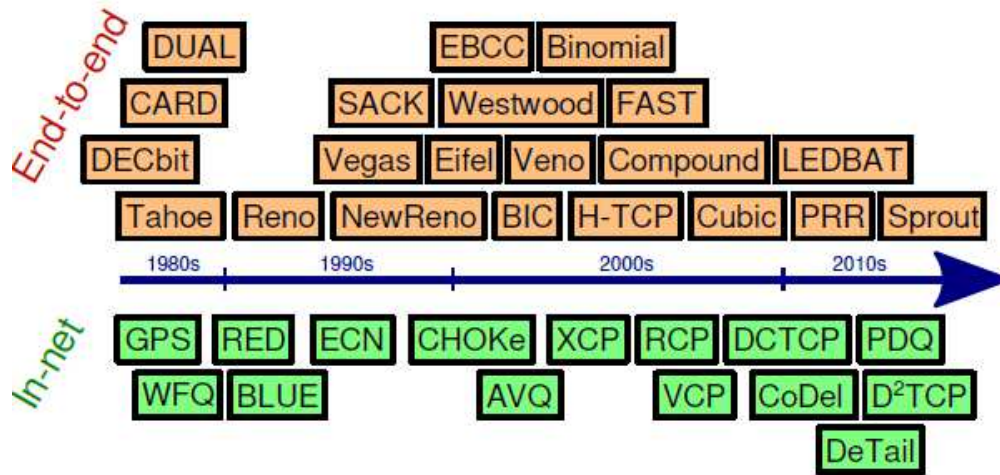 End-to-end
DUAL EBCC Binomial
CARD SACK Westwood FAST
DECbit Vegas Eifel Veno Compound LEDBAT
Tahoe Reno NewReno BIC H-TCP Cubic PRR Sprout
1980s 1990s 2000s 2010s
In-net
GPS RED ECN CHOKe XCP RCP DCTCP PDQ
WFQ BLUE AVQ VCP CoDel D²TCP
DeTail